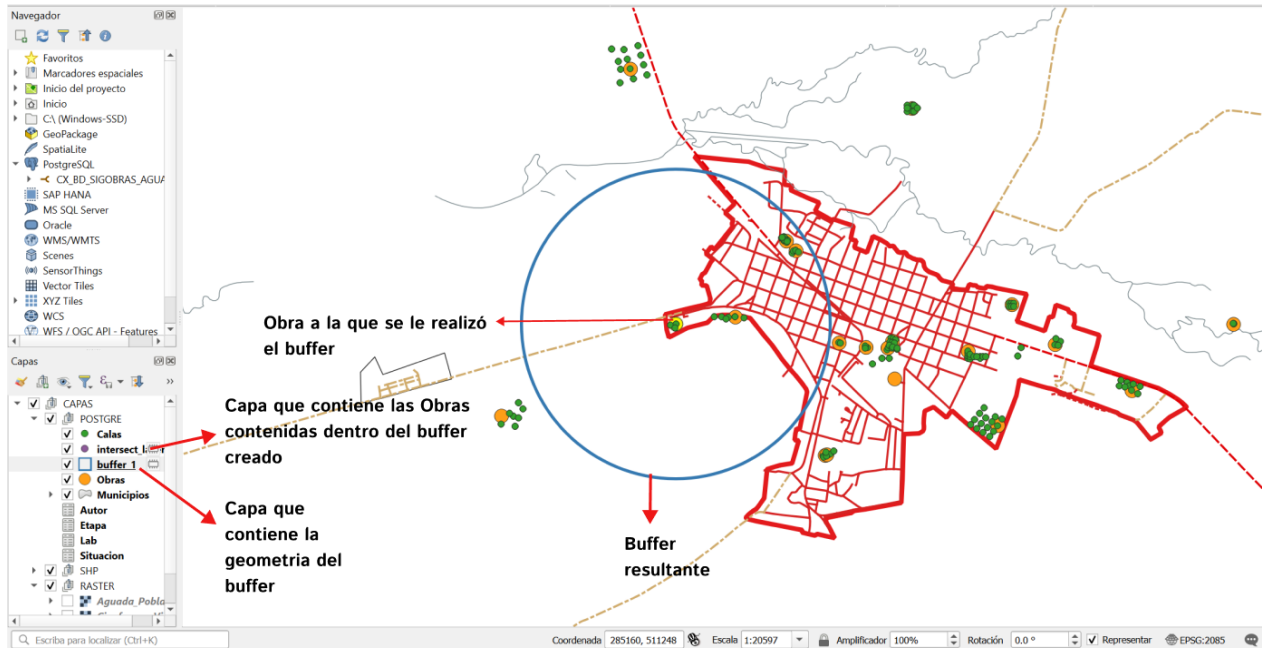 Navegador
Favoritos
Marcadores espaciales
Inicio del proyecto
Inicio
C:\ (Windows-SSD)
GeoPackage
SpatiaLite
PostgreSQL
CX_BD_SIGOBRAS_AGUA
SAP HANA
MS SQL Server
Oracle
WMS/WMTS
Scenes
SensorThings
Vector Tiles
XYZ Tiles
WCS
WFS / OGC API - Features
Capas
CAPAS
POSTGRE
Calas
intersect_
buffer_1
Obras
Municipios
Autor
Etapa
Lab
Situacion
SHP
RASTER
Aguada_Pobla
Obra a la que se le realizó
el buffer
Capa que contiene las Obras
contenidas dentro del buffer
creado
Capa que
contiene la
geometria del
buffer
Buffer
resultante
Escriba para localizar (Ctrl+K)
Coordenada 285160, 511248 Escala 1:20597 Amplificador 100% Rotación 0.0 ° Representar EPSG:2085